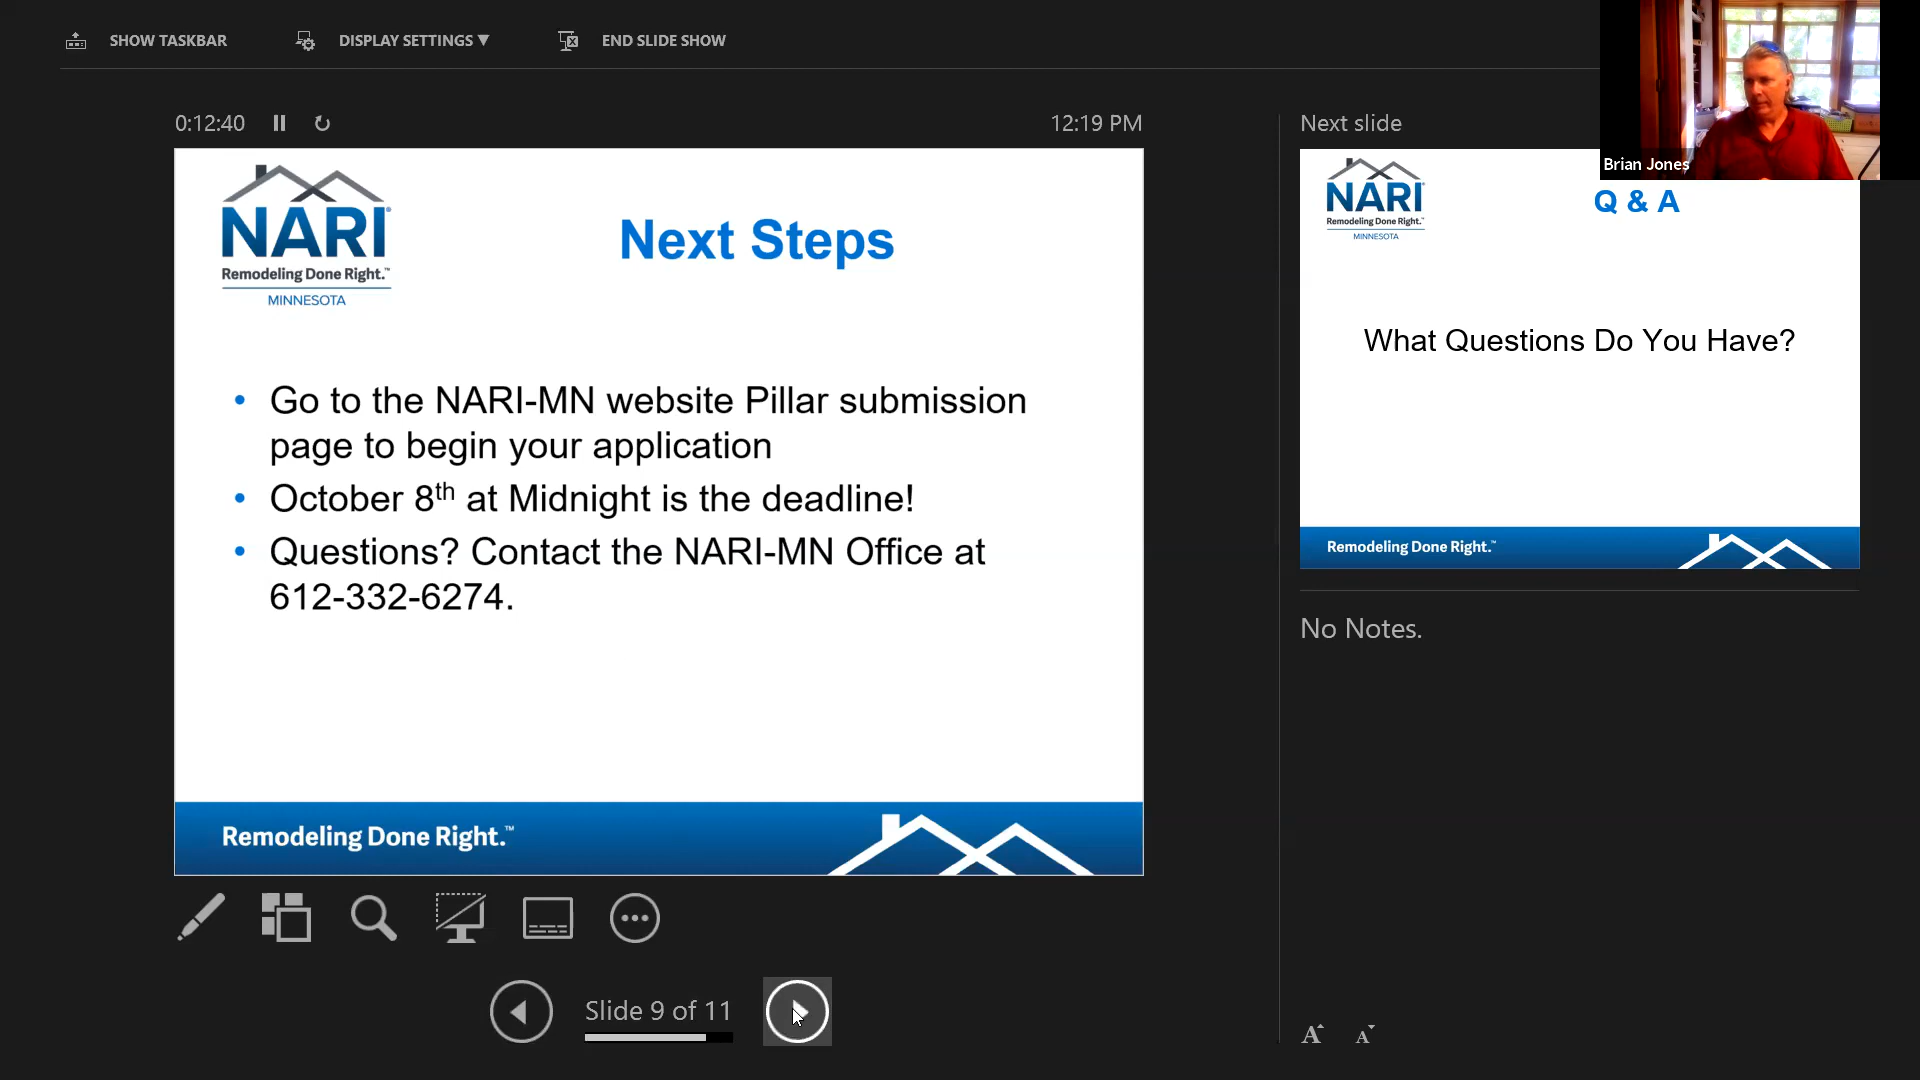 SHOW TASKBAR
DISPLAY SETTINGS ▼
END SLIDE SHOW
0:12:40
12:19 PM
NARI®
Remodeling Done Right.™
MINNESOTA
Next Steps
• Go to the NARI-MN website Pillar submission
page to begin your application
• October 8th at Midnight is the deadline!
• Questions? Contact the NARI-MN Office at
612-332-6274.
Remodeling Done Right.™
Slide 9 of 11
Next slide
Brian Jones
NARI
Remodeling Done Right.™
MINNESOTA
Q & A
What Questions Do You Have?
Remodeling Done Right.™
No Notes.
A A